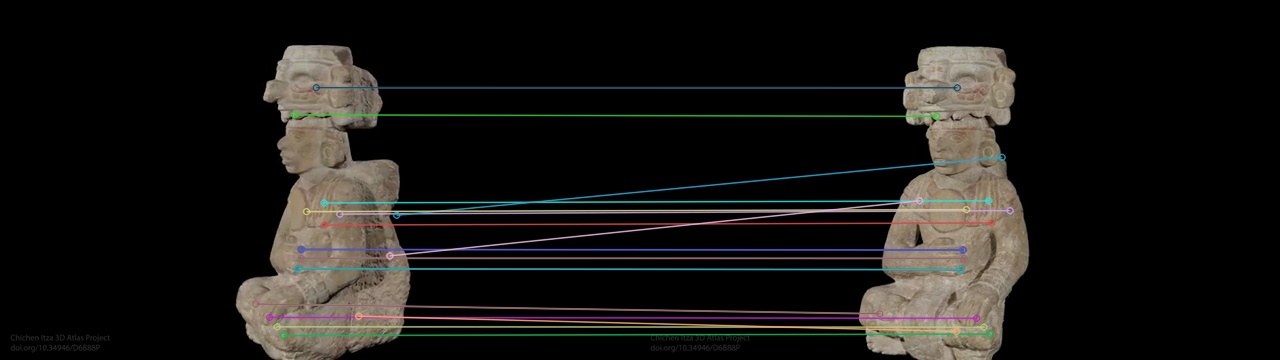 Chichen Itza 3D Atlas Project
doi.org/10.34946/D6B88P
Chichen Itza 3D Atlas Project
doi.org/10.34946/D6B88P